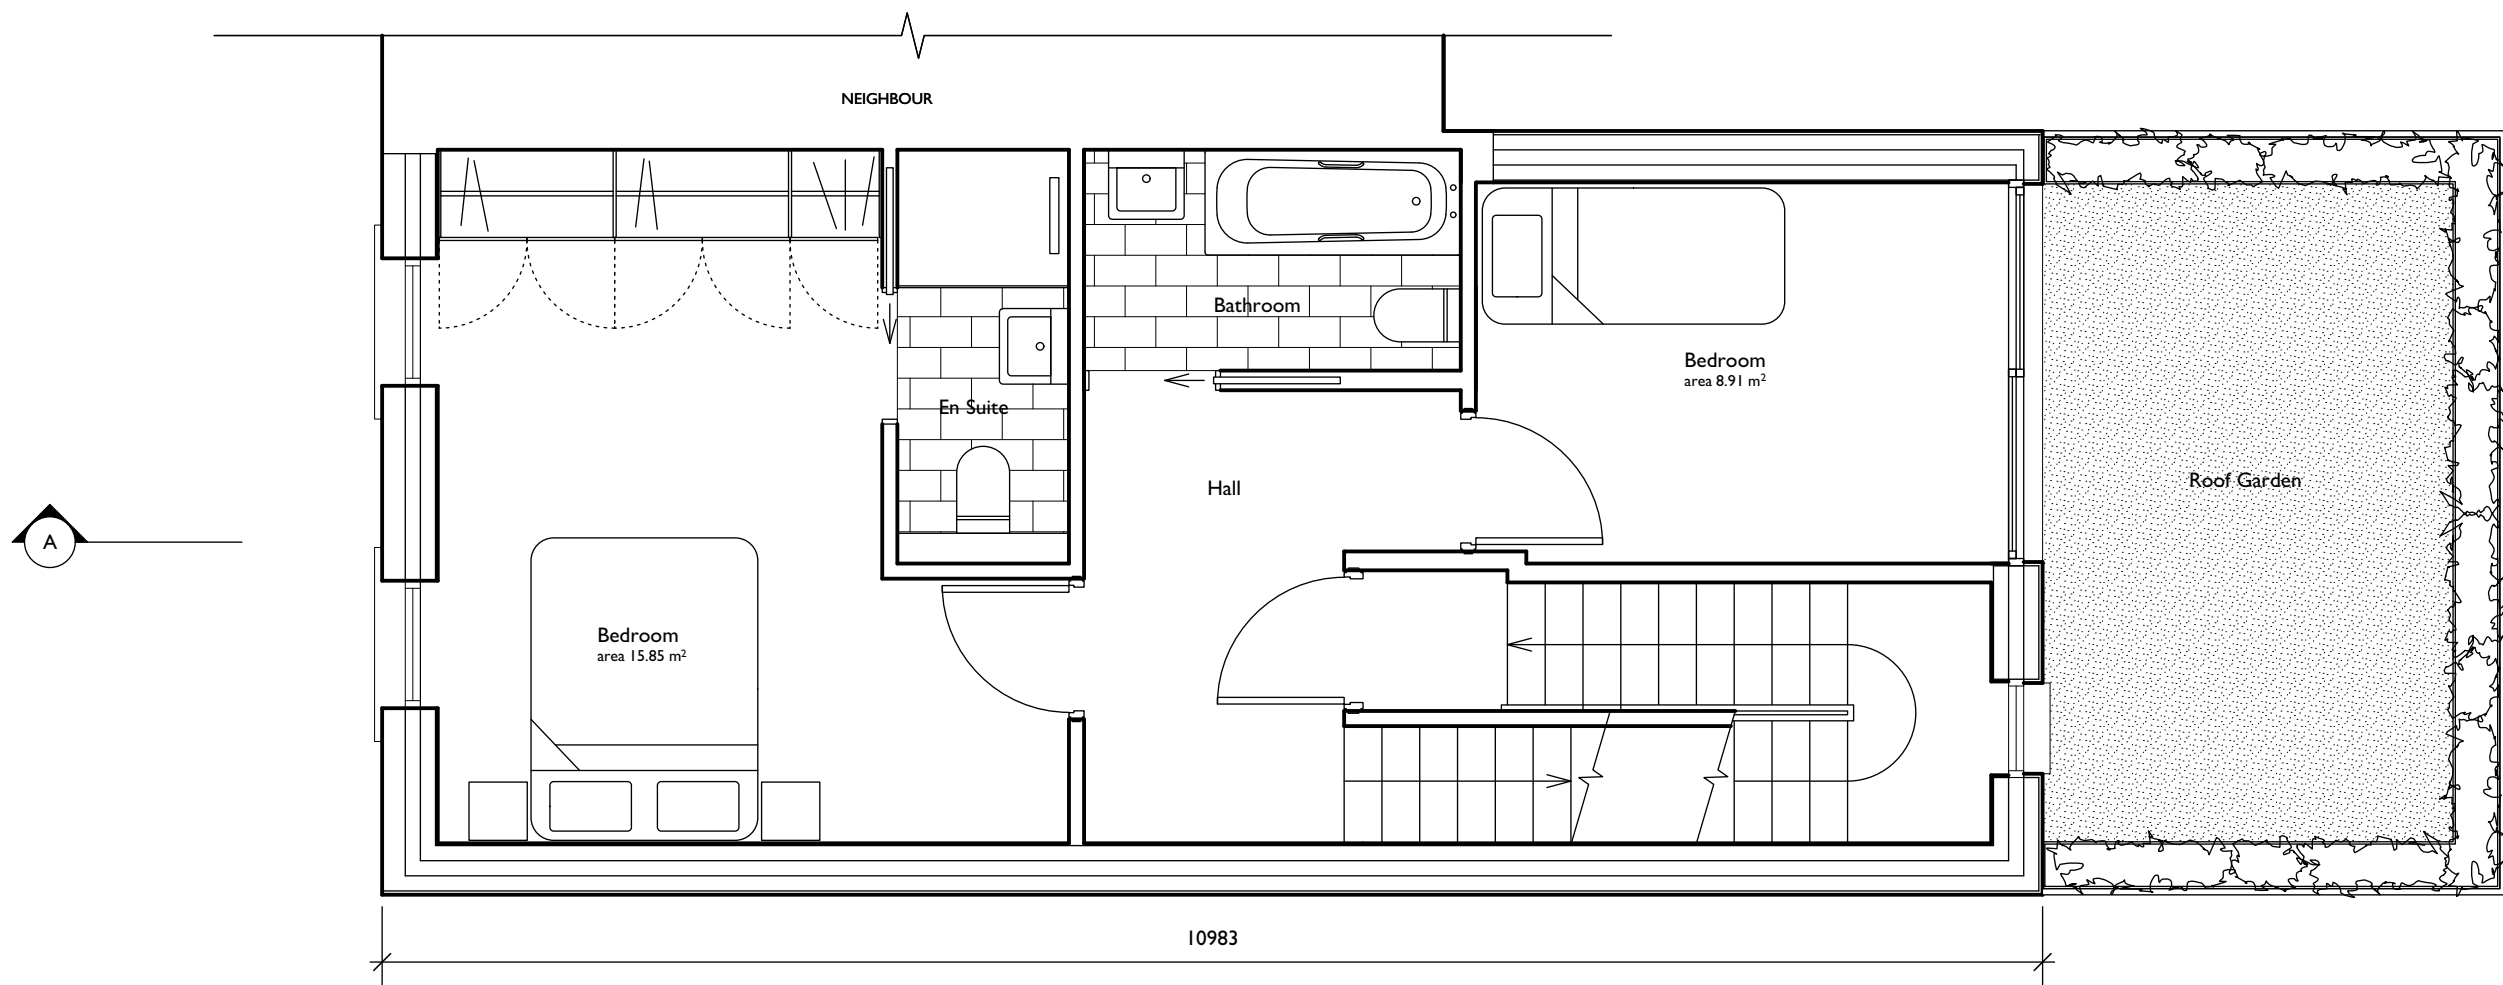 NEIGHBOUR
Bathroom
Bedroom
area 8.91 m²
En Suite
Roof Garden
Hall
A
Bedroom
area 15.85 m²
10983